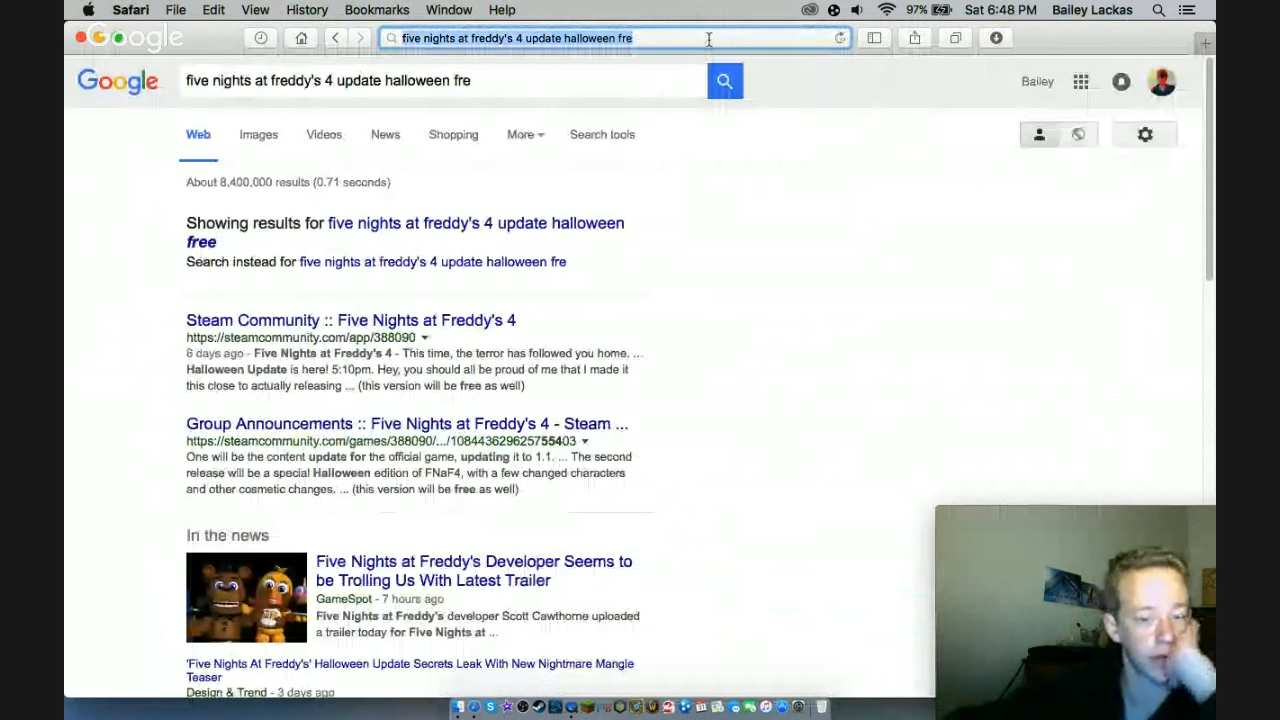 Safari File Edit View History Bookmarks Window Help 97% Sat 6:48 PM Bailey Lackas
Google
five nights at freddy's 4 update halloween fre
Google
five nights at freddy's 4 update halloween fre
Bailey
Web Images Videos News Shopping More Search tools
About 8,400,000 results (0.71 seconds)
Showing results for five nights at freddy's 4 update halloween
free
Search instead for five nights at freddy's 4 update halloween fre
Steam Community :: Five Nights at Freddy's 4
https://steamcommunity.com/app/388090
6 days ago - Five Nights at Freddy's 4 - This time, the terror has followed you home. ...
Halloween Update is here! 5:10pm. Hey, you should all be proud of me that I made it
this close to actually releasing ... (this version will be free as well)
Group Announcements :: Five Nights at Freddy's 4 - Steam ...
https://steamcommunity.com/games/388090/.../108443629625755403
One will be the content update for the official game, updating it to 1.1. ... The second
release will be a special Halloween edition of FNaF4, with a few changed characters
and other cosmetic changes. ... (this version will be free as well)
In the news
Five Nights at Freddy's Developer Seems to
be Trolling Us With Latest Trailer
GameSpot - 7 hours ago
Five Nights at Freddy's developer Scott Cawthorne uploaded
a trailer today for Five Nights at ...
'Five Nights At Freddy's' Halloween Update Secrets Leak With New Nightmare Mangle
Teaser
Design & Trend - 3 days ago